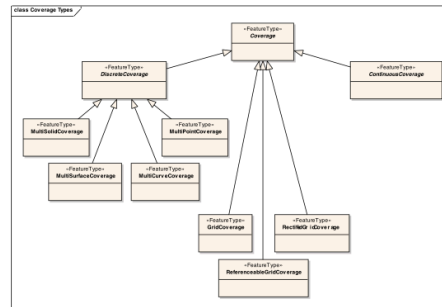 class Coverage Types
«FeatureType»
Coverage
«FeatureType»
DiscreteCoverage
«FeatureType»
ContinuousCoverage
«FeatureType»
MultiSolidCoverage
«FeatureType»
MultiPointCoverage
«FeatureType»
MultiSurfaceCoverage
«FeatureType»
MultiCurveCoverage
«FeatureType»
GridCoverage
«FeatureType»
RectifiedGridCoverage
«FeatureType»
ReferenceableGridCoverage